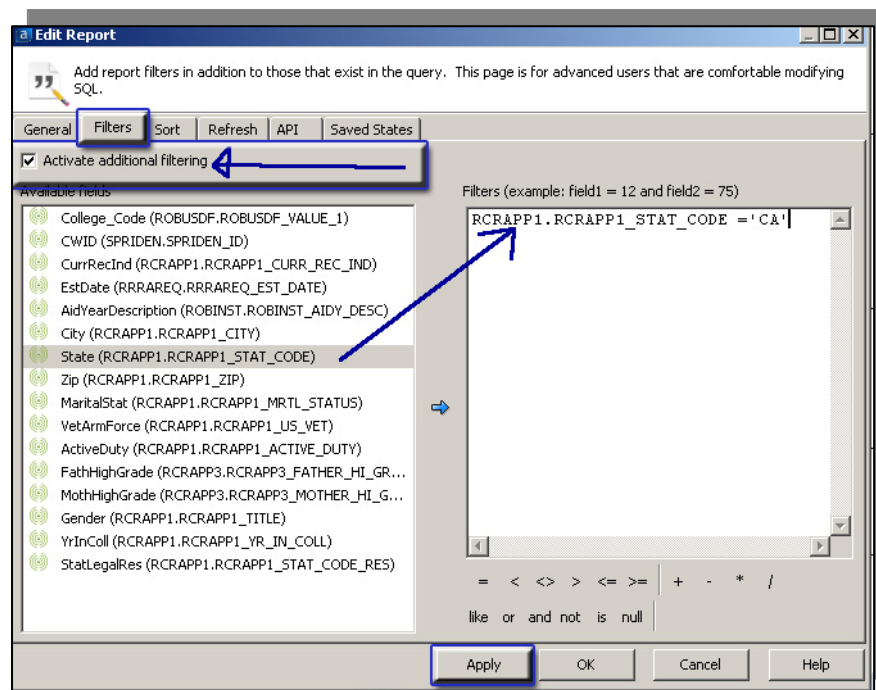 Edit Report
Add report filters in addition to those that exist in the query. This page is for advanced users that are comfortable modifying
SQL.
General Filters Sort Refresh API Saved States
Activate additional filtering
Available fields
Filters (example: field1 = 12 and field2 = 75)
College_Code (ROBUSDF.ROBUSDF_VALUE_1)
RCRAPP1.RCRAPP1_STAT_CODE ='CA'
CWID (SPRIDEN.SPRIDEN_ID)
CurrRecInd (RCRAPP1.RCRAPP1_CURR_REC_IND)
EstDate (RRRAREQ.RRRAREQ_EST_DATE)
AidYearDescription (ROBINST.ROBINST_AIDY_DESC)
City (RCRAPP1.RCRAPP1_CITY)
State (RCRAPP1.RCRAPP1_STAT_CODE)
Zip (RCRAPP1.RCRAPP1_ZIP)
MaritalStat (RCRAPP1.RCRAPP1_MRTL_STATUS)
VetArmForce (RCRAPP1.RCRAPP1_US_VET)
ActiveDuty (RCRAPP1.RCRAPP1_ACTIVE_DUTY)
FathHighGrade (RCRAPP3.RCRAPP3_FATHER_HI_GR...
MothHighGrade (RCRAPP3.RCRAPP3_MOTHER_HI_G...
Gender (RCRAPP1.RCRAPP1_TITLE)
YrInColl (RCRAPP1.RCRAPP1_YR_IN_COLL)
StatLegalRes (RCRAPP1.RCRAPP1_STAT_CODE_RES)
= < <> > <= >= + - * /
like or and not is null
Apply OK Cancel Help